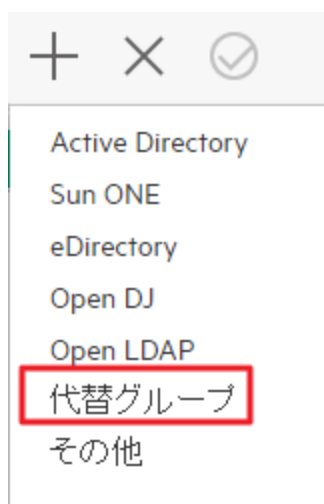 Active Directory
Sun ONE
eDirectory
Open DJ
Open LDAP
代替グループ
その他